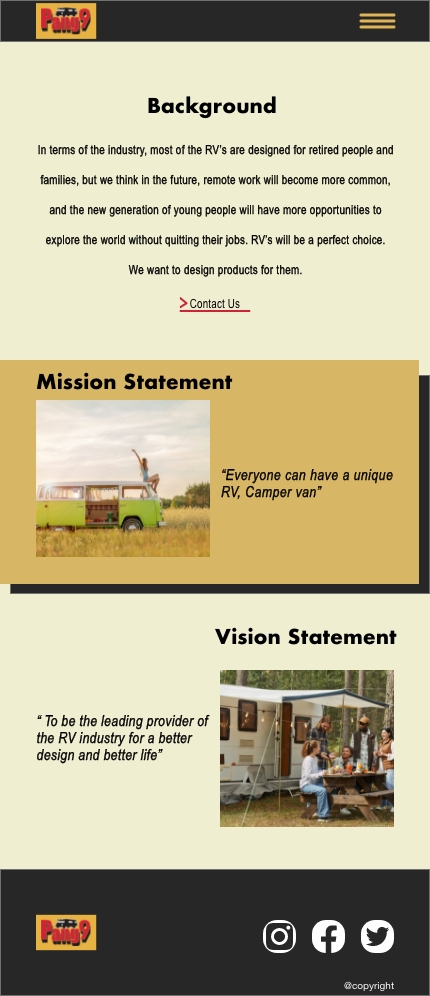 Pang9
Background
In terms of the industry, most of the RV's are designed for retired people and
families, but we think in the future, remote work will become more common,
and the new generation of young people will have more opportunities to
explore the world without quitting their jobs. RV's will be a perfect choice.
We want to design products for them.
Contact Us
Mission Statement
“Everyone can have a unique
RV, Camper van”
Vision Statement
“ To be the leading provider of
the RV industry for a better
design and better life”
Pang9
@copyright